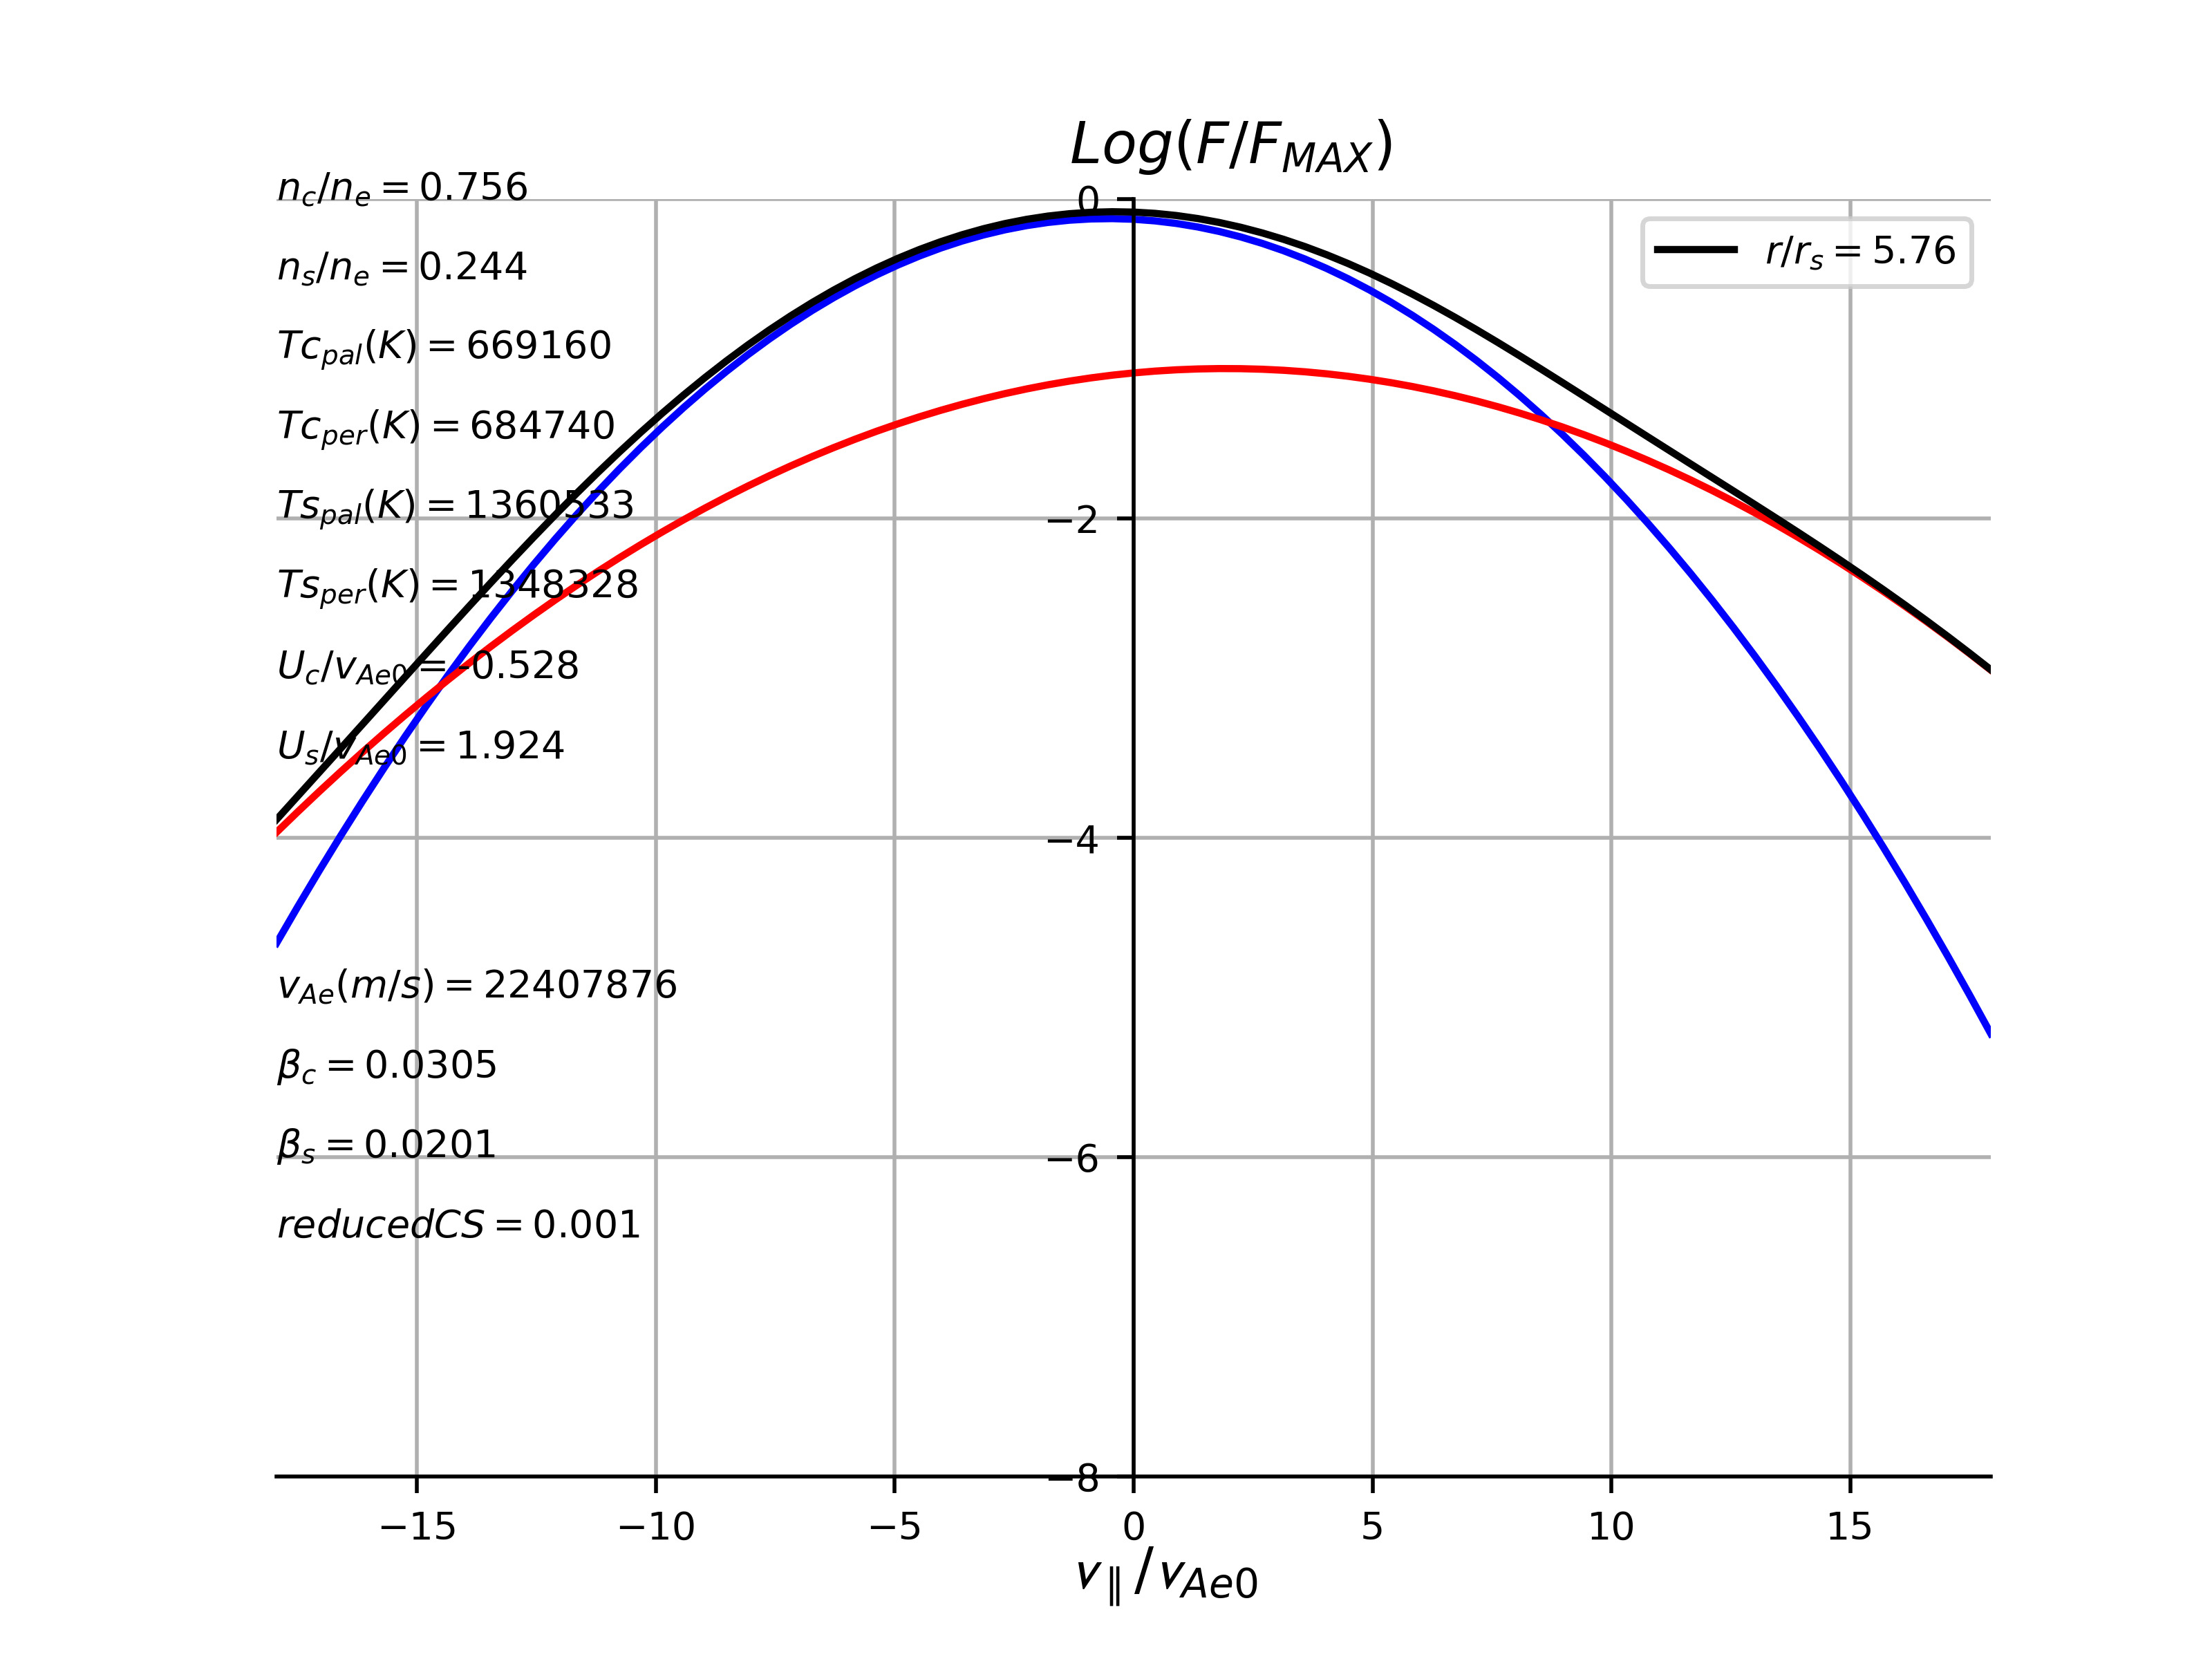 Log(F/F_MAX)
n_c/n_e = 0.756
n_s/n_e = 0.244
Tc_pal(K) = 669160
Tc_per(K) = 684740
Ts_pal(K) = 1360533
Ts_per(K) = 1348328
U_c/v_Ae0 = -0.528
U_s/v_Ae0 = 1.924
v_Ae(m/s) = 22407876
β_c = 0.0305
β_s = 0.0201
reducedCS = 0.001
r/r_s = 5.76
0
−2
−4
−6
−8
−15 −10 −5 0 5 10 15
v_∥/v_Ae0